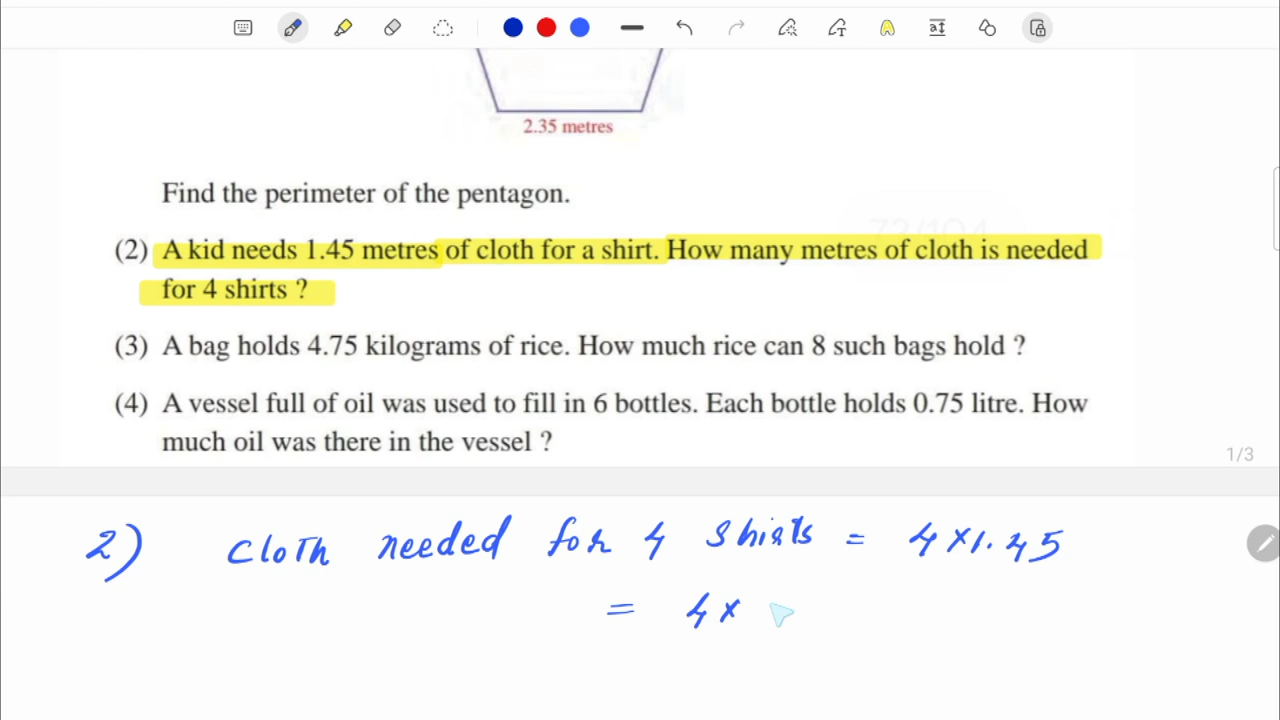 2.35 metres
Find the perimeter of the pentagon.
(2) A kid needs 1.45 metres of cloth for a shirt. How many metres of cloth is needed
for 4 shirts ?
(3) A bag holds 4.75 kilograms of rice. How much rice can 8 such bags hold ?
(4) A vessel full of oil was used to fill in 6 bottles. Each bottle holds 0.75 litre. How
much oil was there in the vessel ?
1/3
2) Cloth needed for 4 shirts = 4×1.45
= 4×